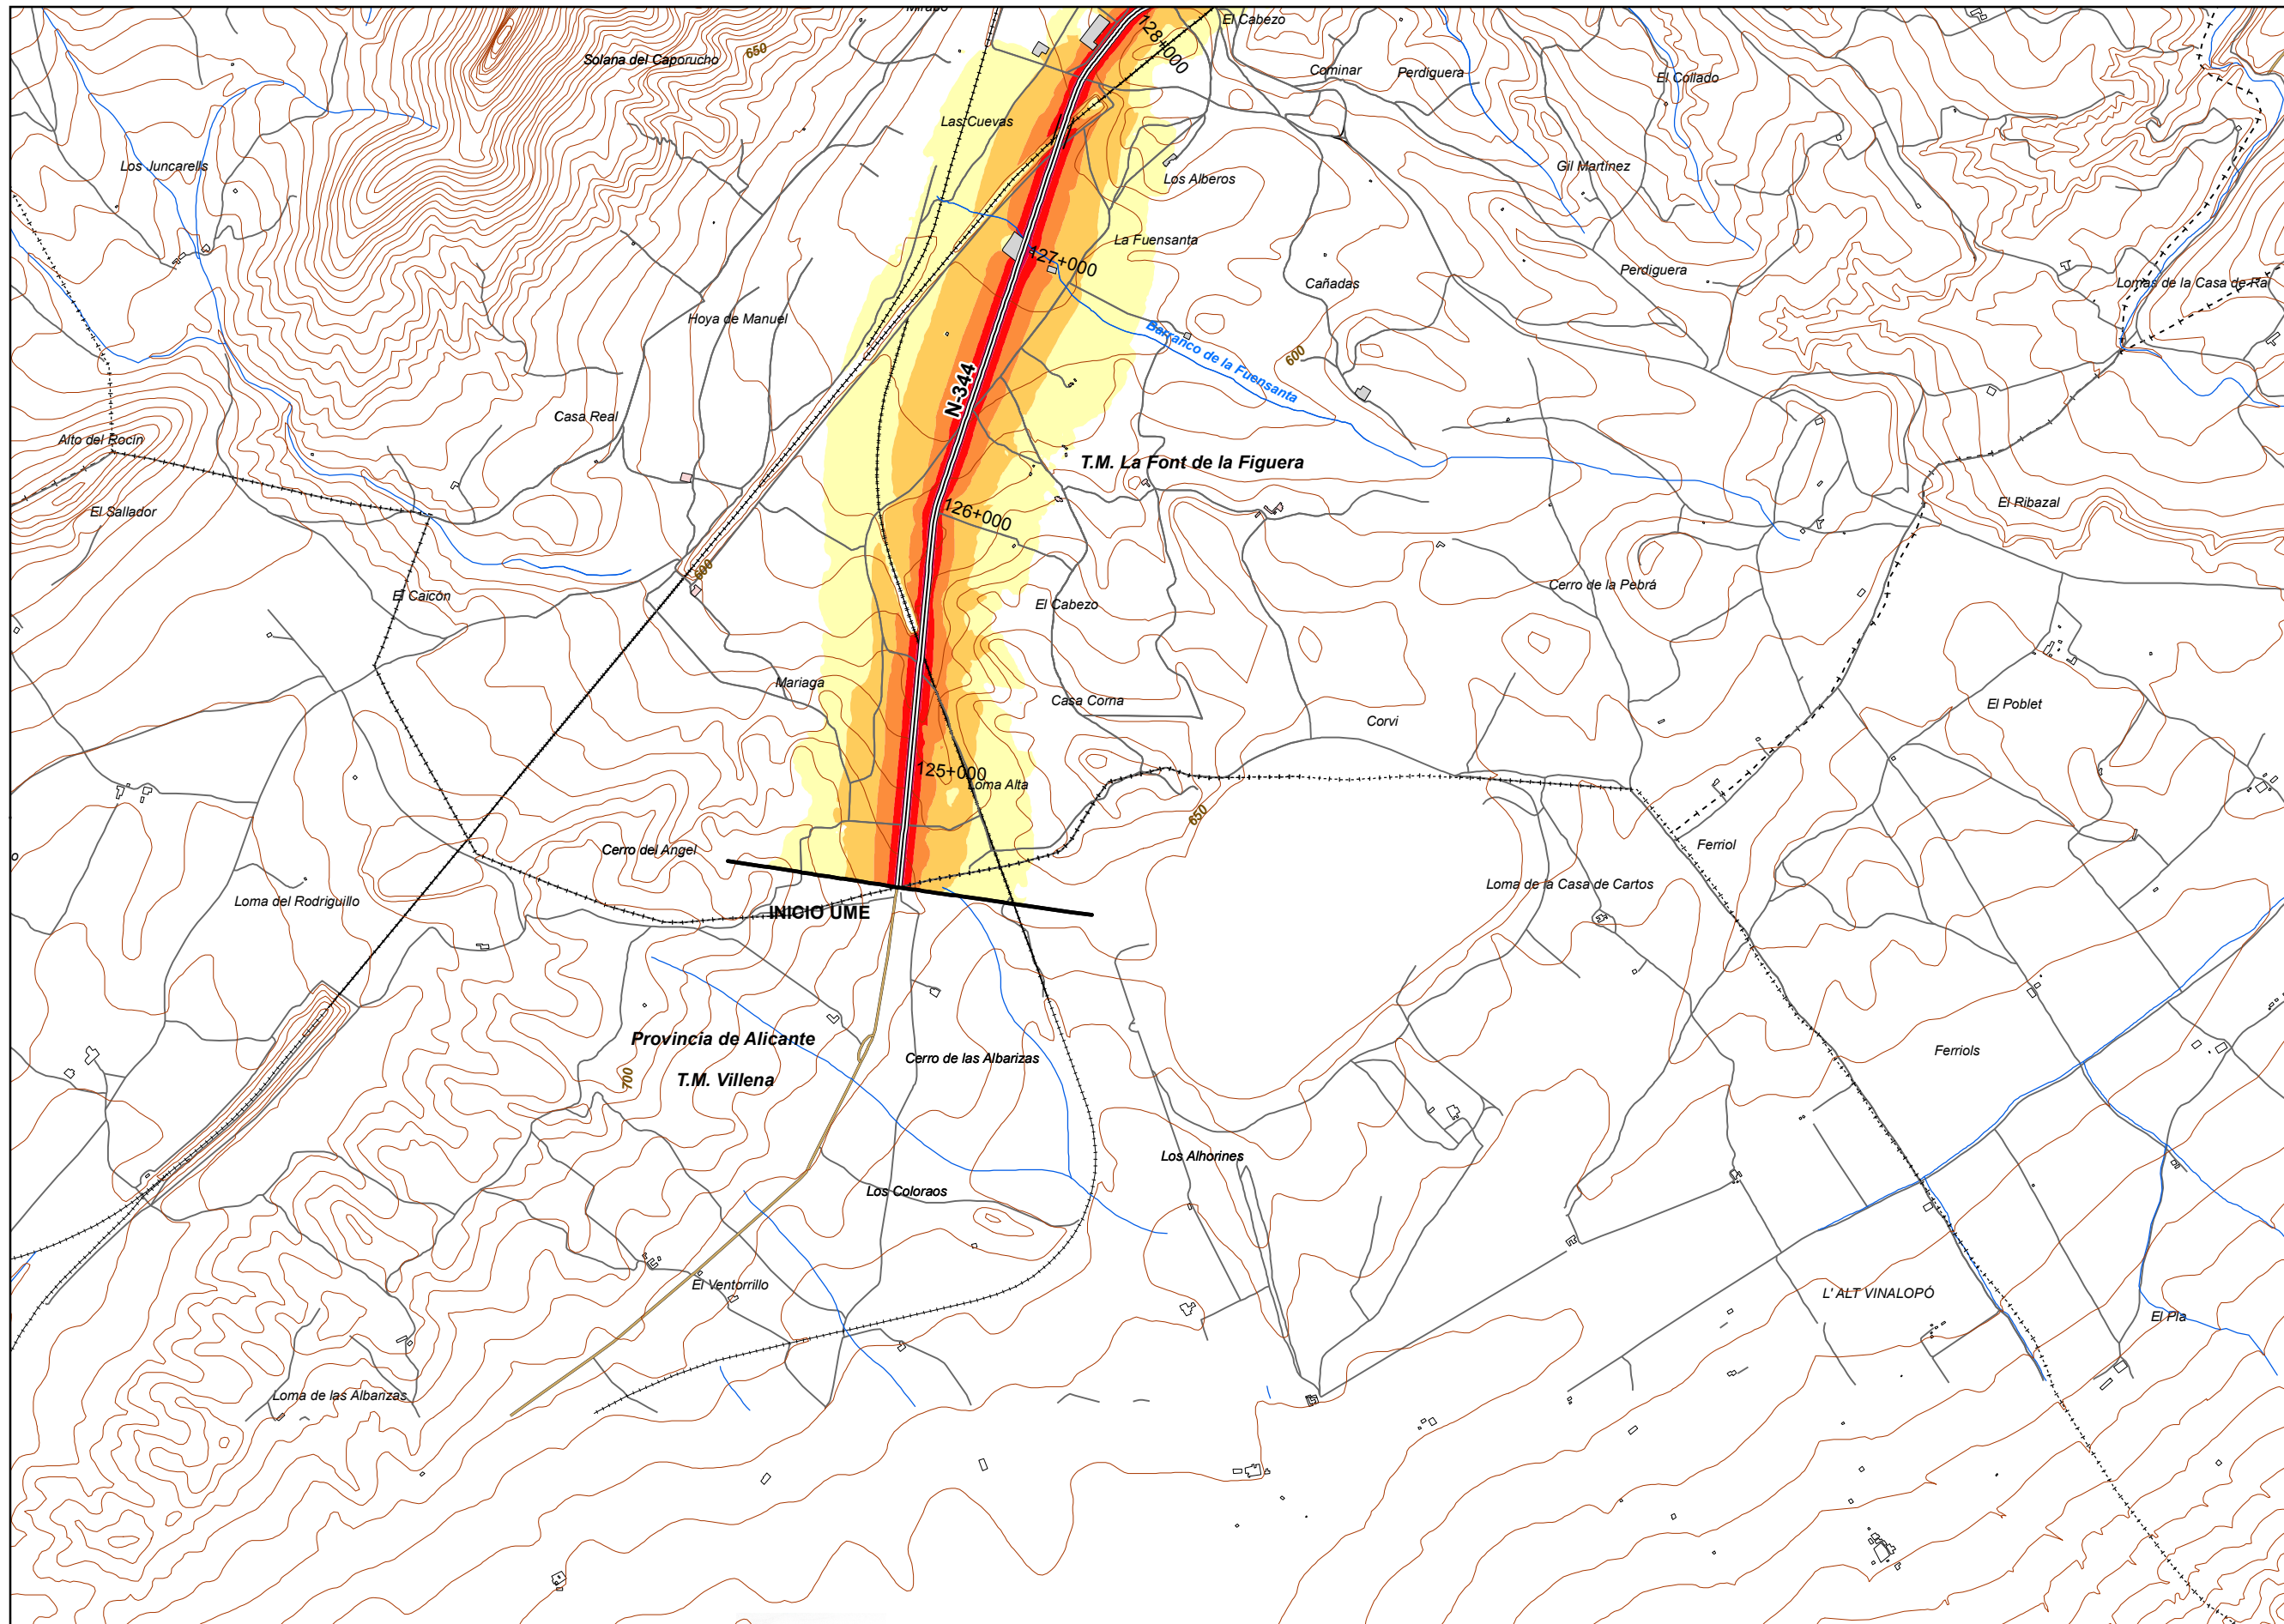 El Cabezo
128+000
Solana del Caporucho
650
Cominar
Perdiguera
El Collado
Las Cuevas
Los Juncarells
Los Alberos
Gil Martínez
La Fuensanta
127+000
Perdiguera
Cañadas
Lomas de la Casa de Ra
Hoya de Manuel
Barranco de la Fuensanta
600
N-344
Casa Real
Alto del Rocín
T.M. La Font de la Figuera
El Sallador
126+000
El Ribazal
600
Cerro de la Pebrá
El Caicón
El Cabezo
Mariaga
Casa Corna
Corvi
El Poblet
125+000
Loma Alta
650
Cerro del Angel
Ferriol
o
Loma de la Casa de Cartos
Loma del Rodriguillo
INICIO UME
Provincia de Alicante
Cerro de las Albarizas
Ferriols
700
T.M. Villena
Los Alhorines
Los Coloraos
El Ventorrillo
L' ALT VINALOPÓ
El Pla
Loma de las Albarizas